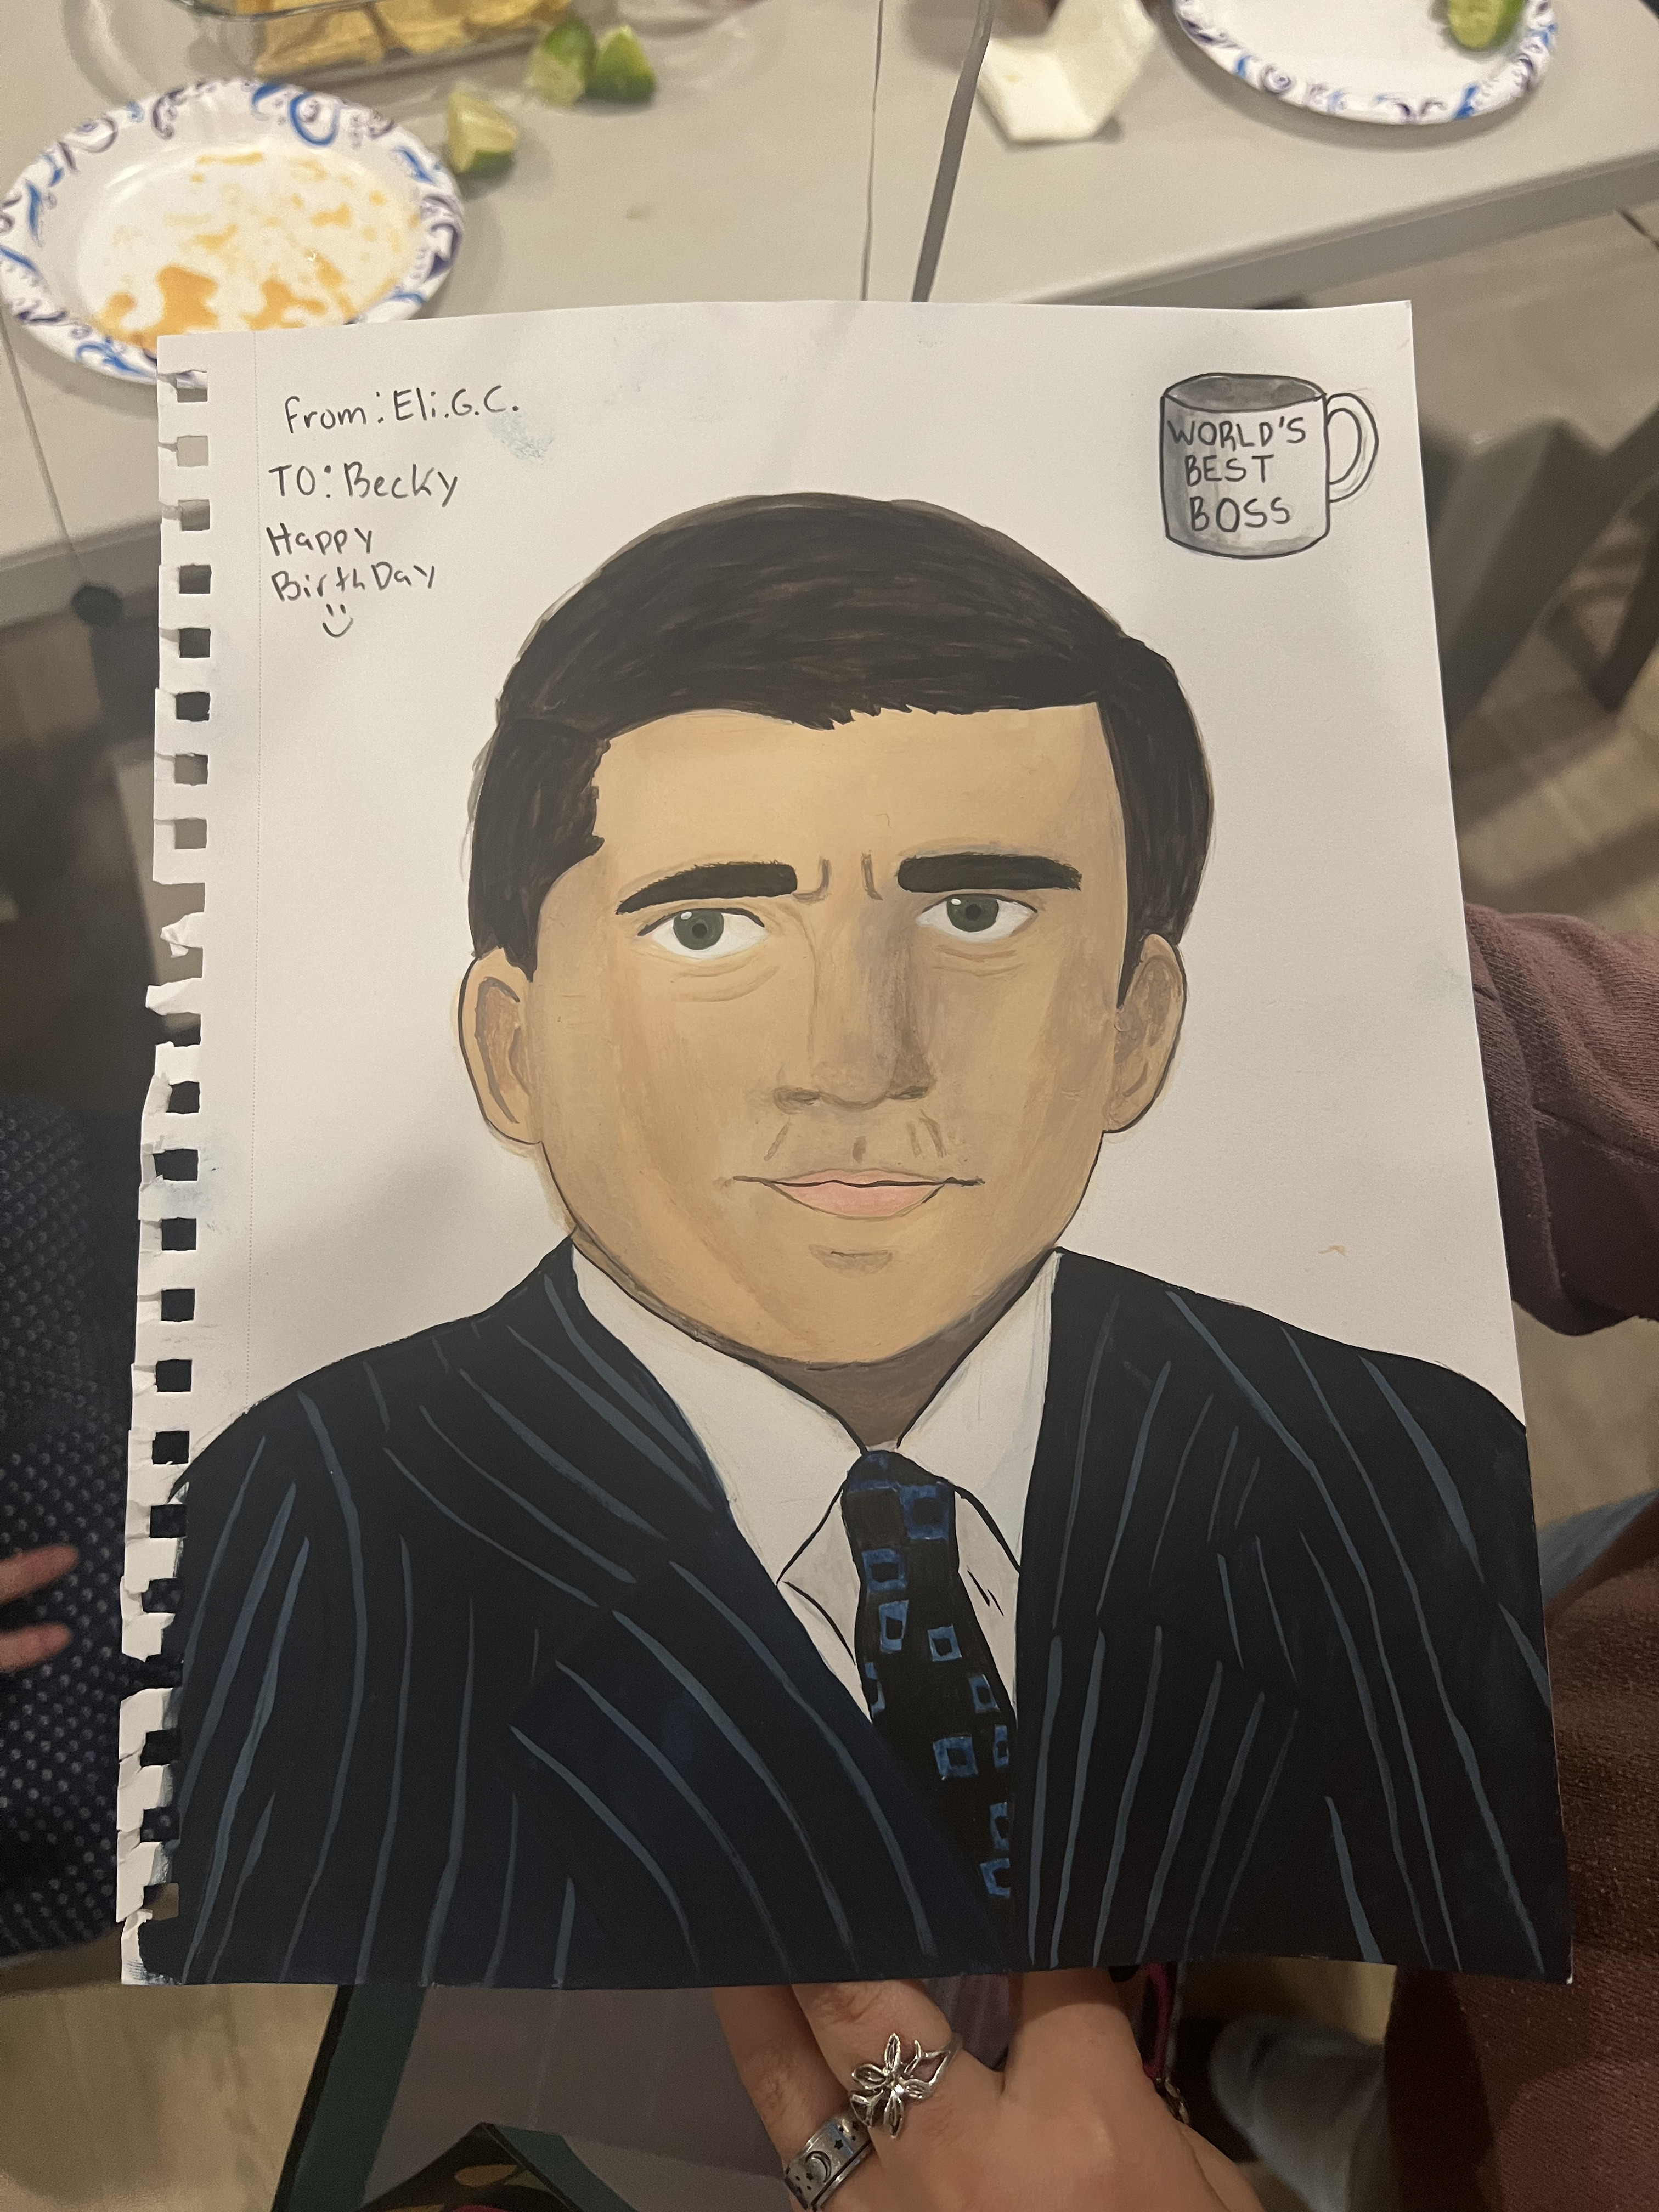 From: Eli.G.C.
TO: Becky
Happy
BirthDay
WORLD'S
BEST
BOSS